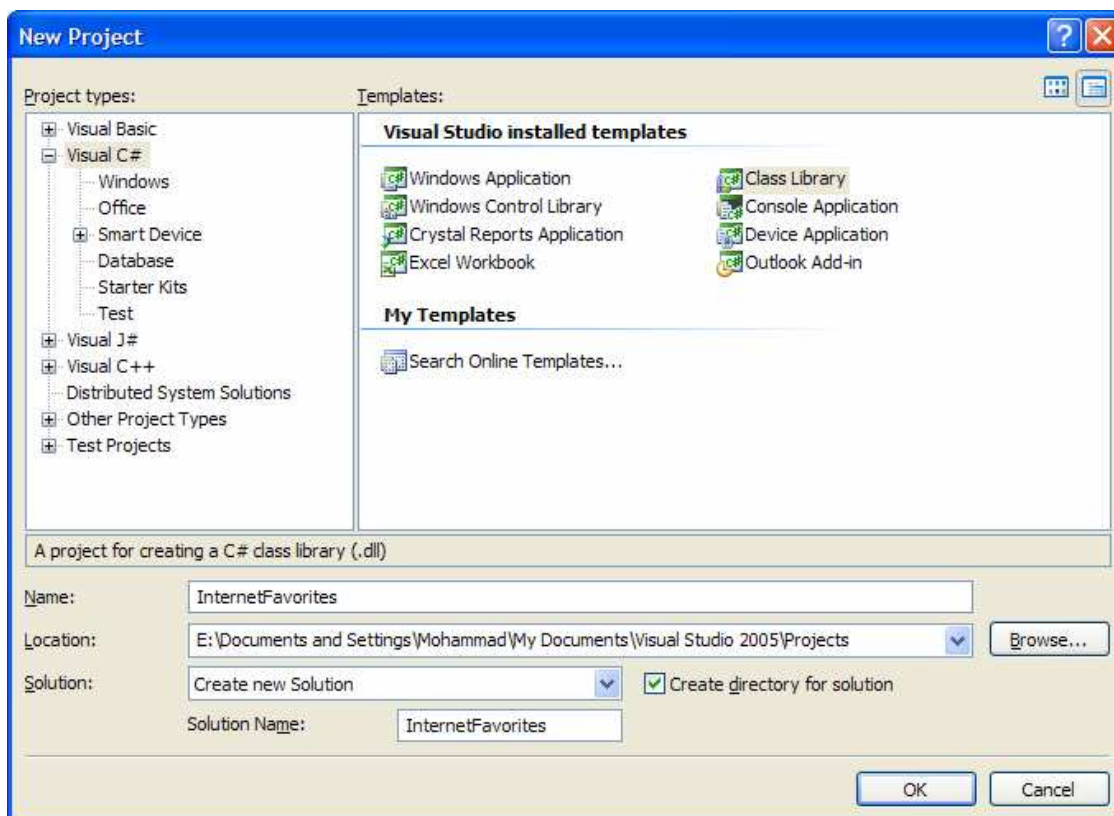 New Project
Project types:
Templates:
Visual Basic
Visual C#
Windows
Office
Smart Device
Database
Starter Kits
Test
Visual J#
Visual C++
Distributed System Solutions
Other Project Types
Test Projects
Visual Studio installed templates
Windows Application
Windows Control Library
Crystal Reports Application
Excel Workbook
Class Library
Console Application
Device Application
Outlook Add-in
My Templates
Search Online Templates...
A project for creating a C# class library (.dll)
Name: InternetFavorites
Location: E:\Documents and Settings\Mohammad\My Documents\Visual Studio 2005\Projects Browse...
Solution: Create new Solution Create directory for solution
Solution Name: InternetFavorites
OK Cancel